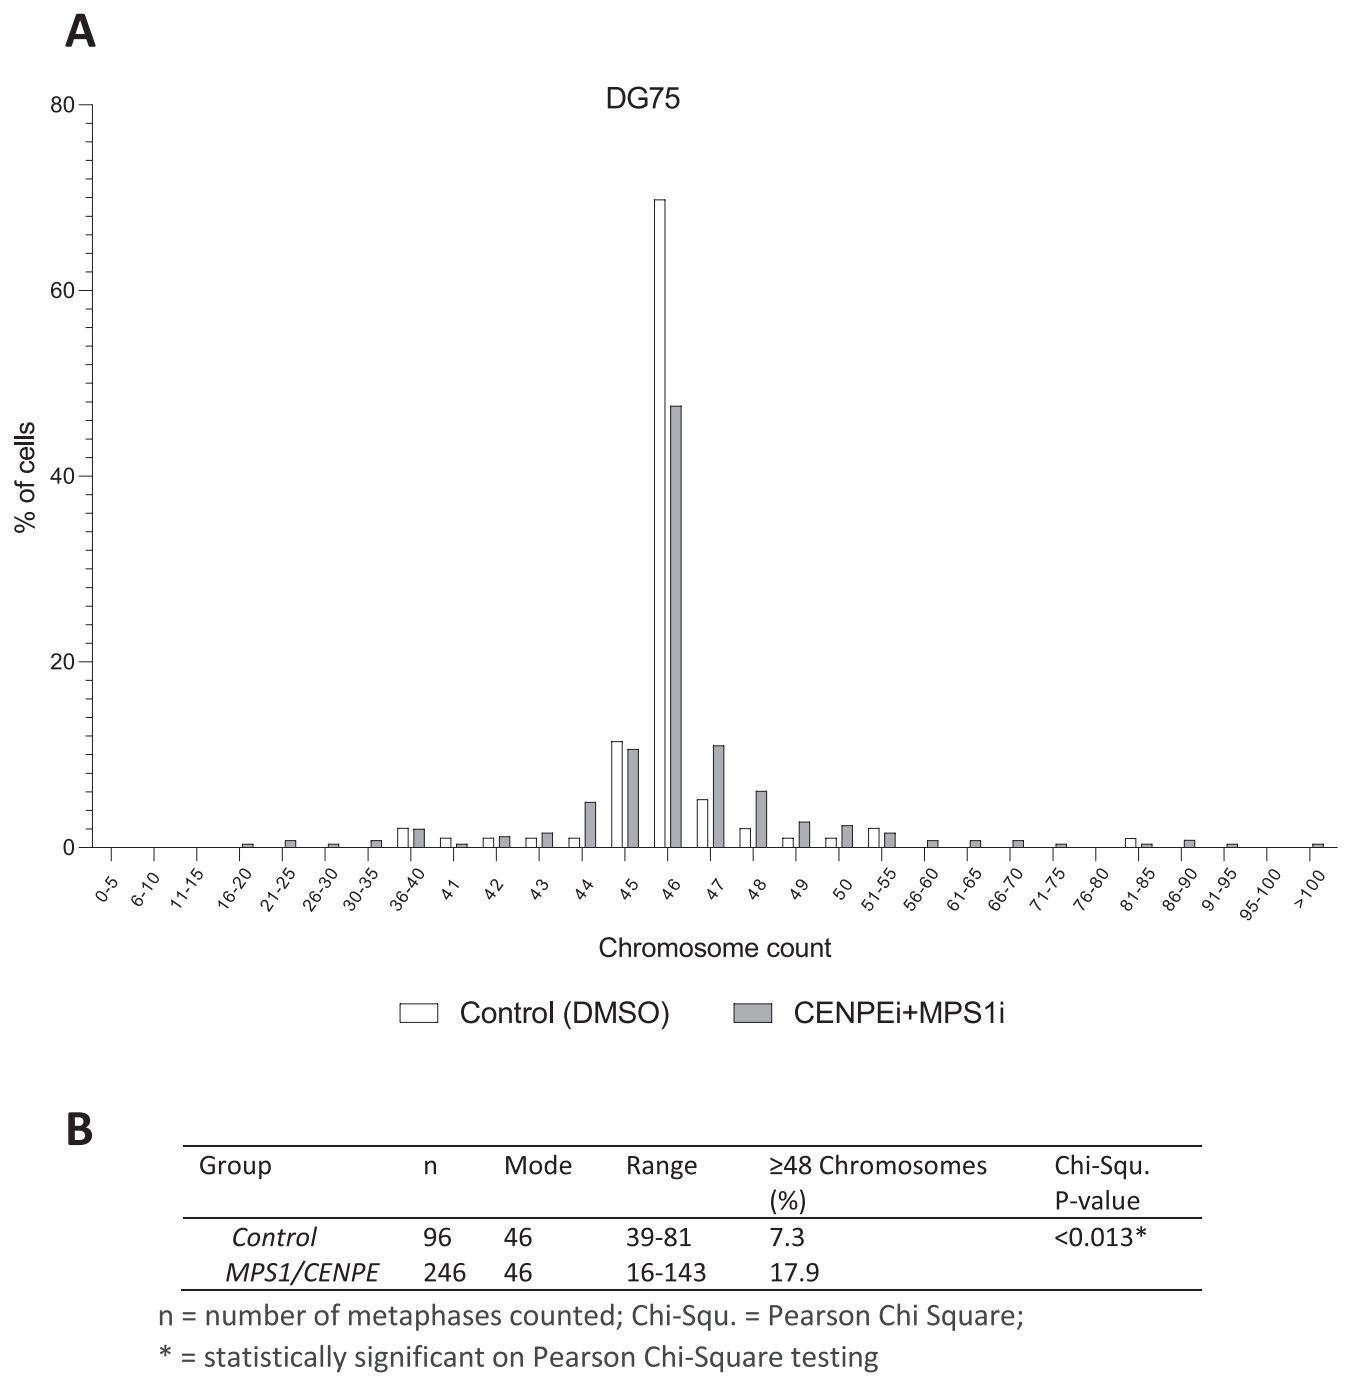 A
DG75
80
60
40
20
0
% of cells
0-5 6-10 11-15 16-20 21-25 26-30 30-35 36-40 41 42 43 44 45 46 47 48 49 50 51-55 56-60 61-65 66-70 71-75 76-80 81-85 86-90 91-95 95-100 >100
Chromosome count
Control (DMSO) CENPEi+MPS1i
B
Group n Mode Range ≥48 Chromosomes Chi-Squ.
(%) P-value
Control 96 46 39-81 7.3 <0.013*
MPS1/CENPE 246 46 16-143 17.9
n = number of metaphases counted; Chi-Squ. = Pearson Chi Square;
* = statistically significant on Pearson Chi-Square testing